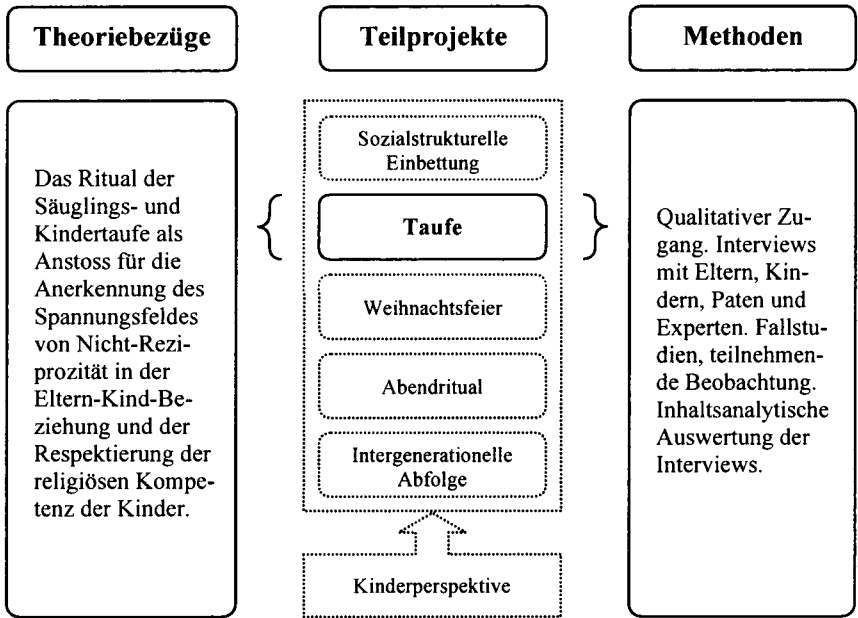 Theoriebezüge
Das Ritual der
Säuglings- und
Kindertaufe als
Anstoss für die
Anerkennung des
Spannungsfeldes
von Nicht-Rezi-
prozität in der
Eltern-Kind-Be-
ziehung und der
Respektierung der
religiösen Kompe-
tenz der Kinder.
Teilprojekte
Sozialstrukturelle
Einbettung
Taufe
Weihnachtsfeier
Abendritual
Intergenerationelle
Abfolge
Kinderperspektive
Methoden
Qualitativer Zu-
gang. Interviews
mit Eltern, Kin-
dern, Paten und
Experten. Fallstu-
dien, teilnehmen-
de Beobachtung.
Inhaltsanalytische
Auswertung der
Interviews.